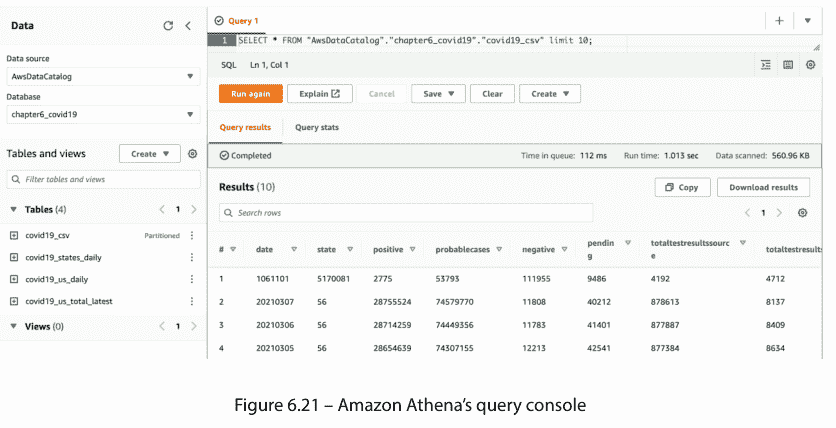 Data
Data source
AwsDataCatalog
Database
chapter6_covid19
Tables and views
Create
Filter tables and views
Tables (4)
1
covid19_csv Partitioned
covid19_states_daily
covid19_us_daily
covid19_us_total_latest
Views (0)
1
Query 1
1 SELECT * FROM "AwsDataCatalog"."chapter6_covid19"."covid19_csv" limit 10;
SQL Ln 1, Col 1
Run again Explain Cancel Save Clear Create
Query results Query stats
Completed Time in queue: 112 ms Run time: 1.013 sec Data scanned: 560.96 KB
Results (10) Copy Download results
Search rows 1
# date state positive probablecases negative pendin
g totaltestresultssourc
e totaltestresults
1 1061101 5170081 2775 53793 111955 9486 4192 4712
2 20210307 56 28755524 74579770 11808 40212 878613 8137
3 20210306 56 28714259 74449356 11783 41401 877887 8409
4 20210305 56 28654639 74307155 12213 42541 877384 8634
Figure 6.21 – Amazon Athena’s query console